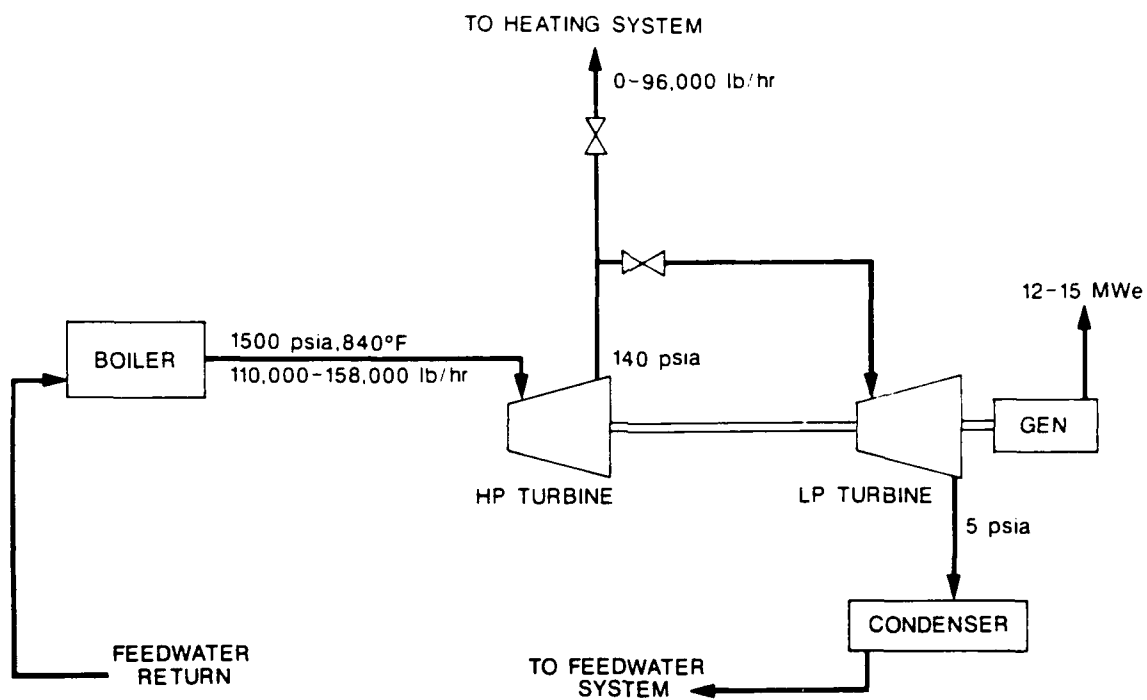 TO HEATING SYSTEM
0-96,000 lb/hr
12-15 MWe
1500 psia, 840°F
BOILER
110,000-158,000 lb/hr
140 psia
GEN
HP TURBINE
LP TURBINE
5 psia
CONDENSER
FEEDWATER
RETURN
TO FEEDWATER
SYSTEM